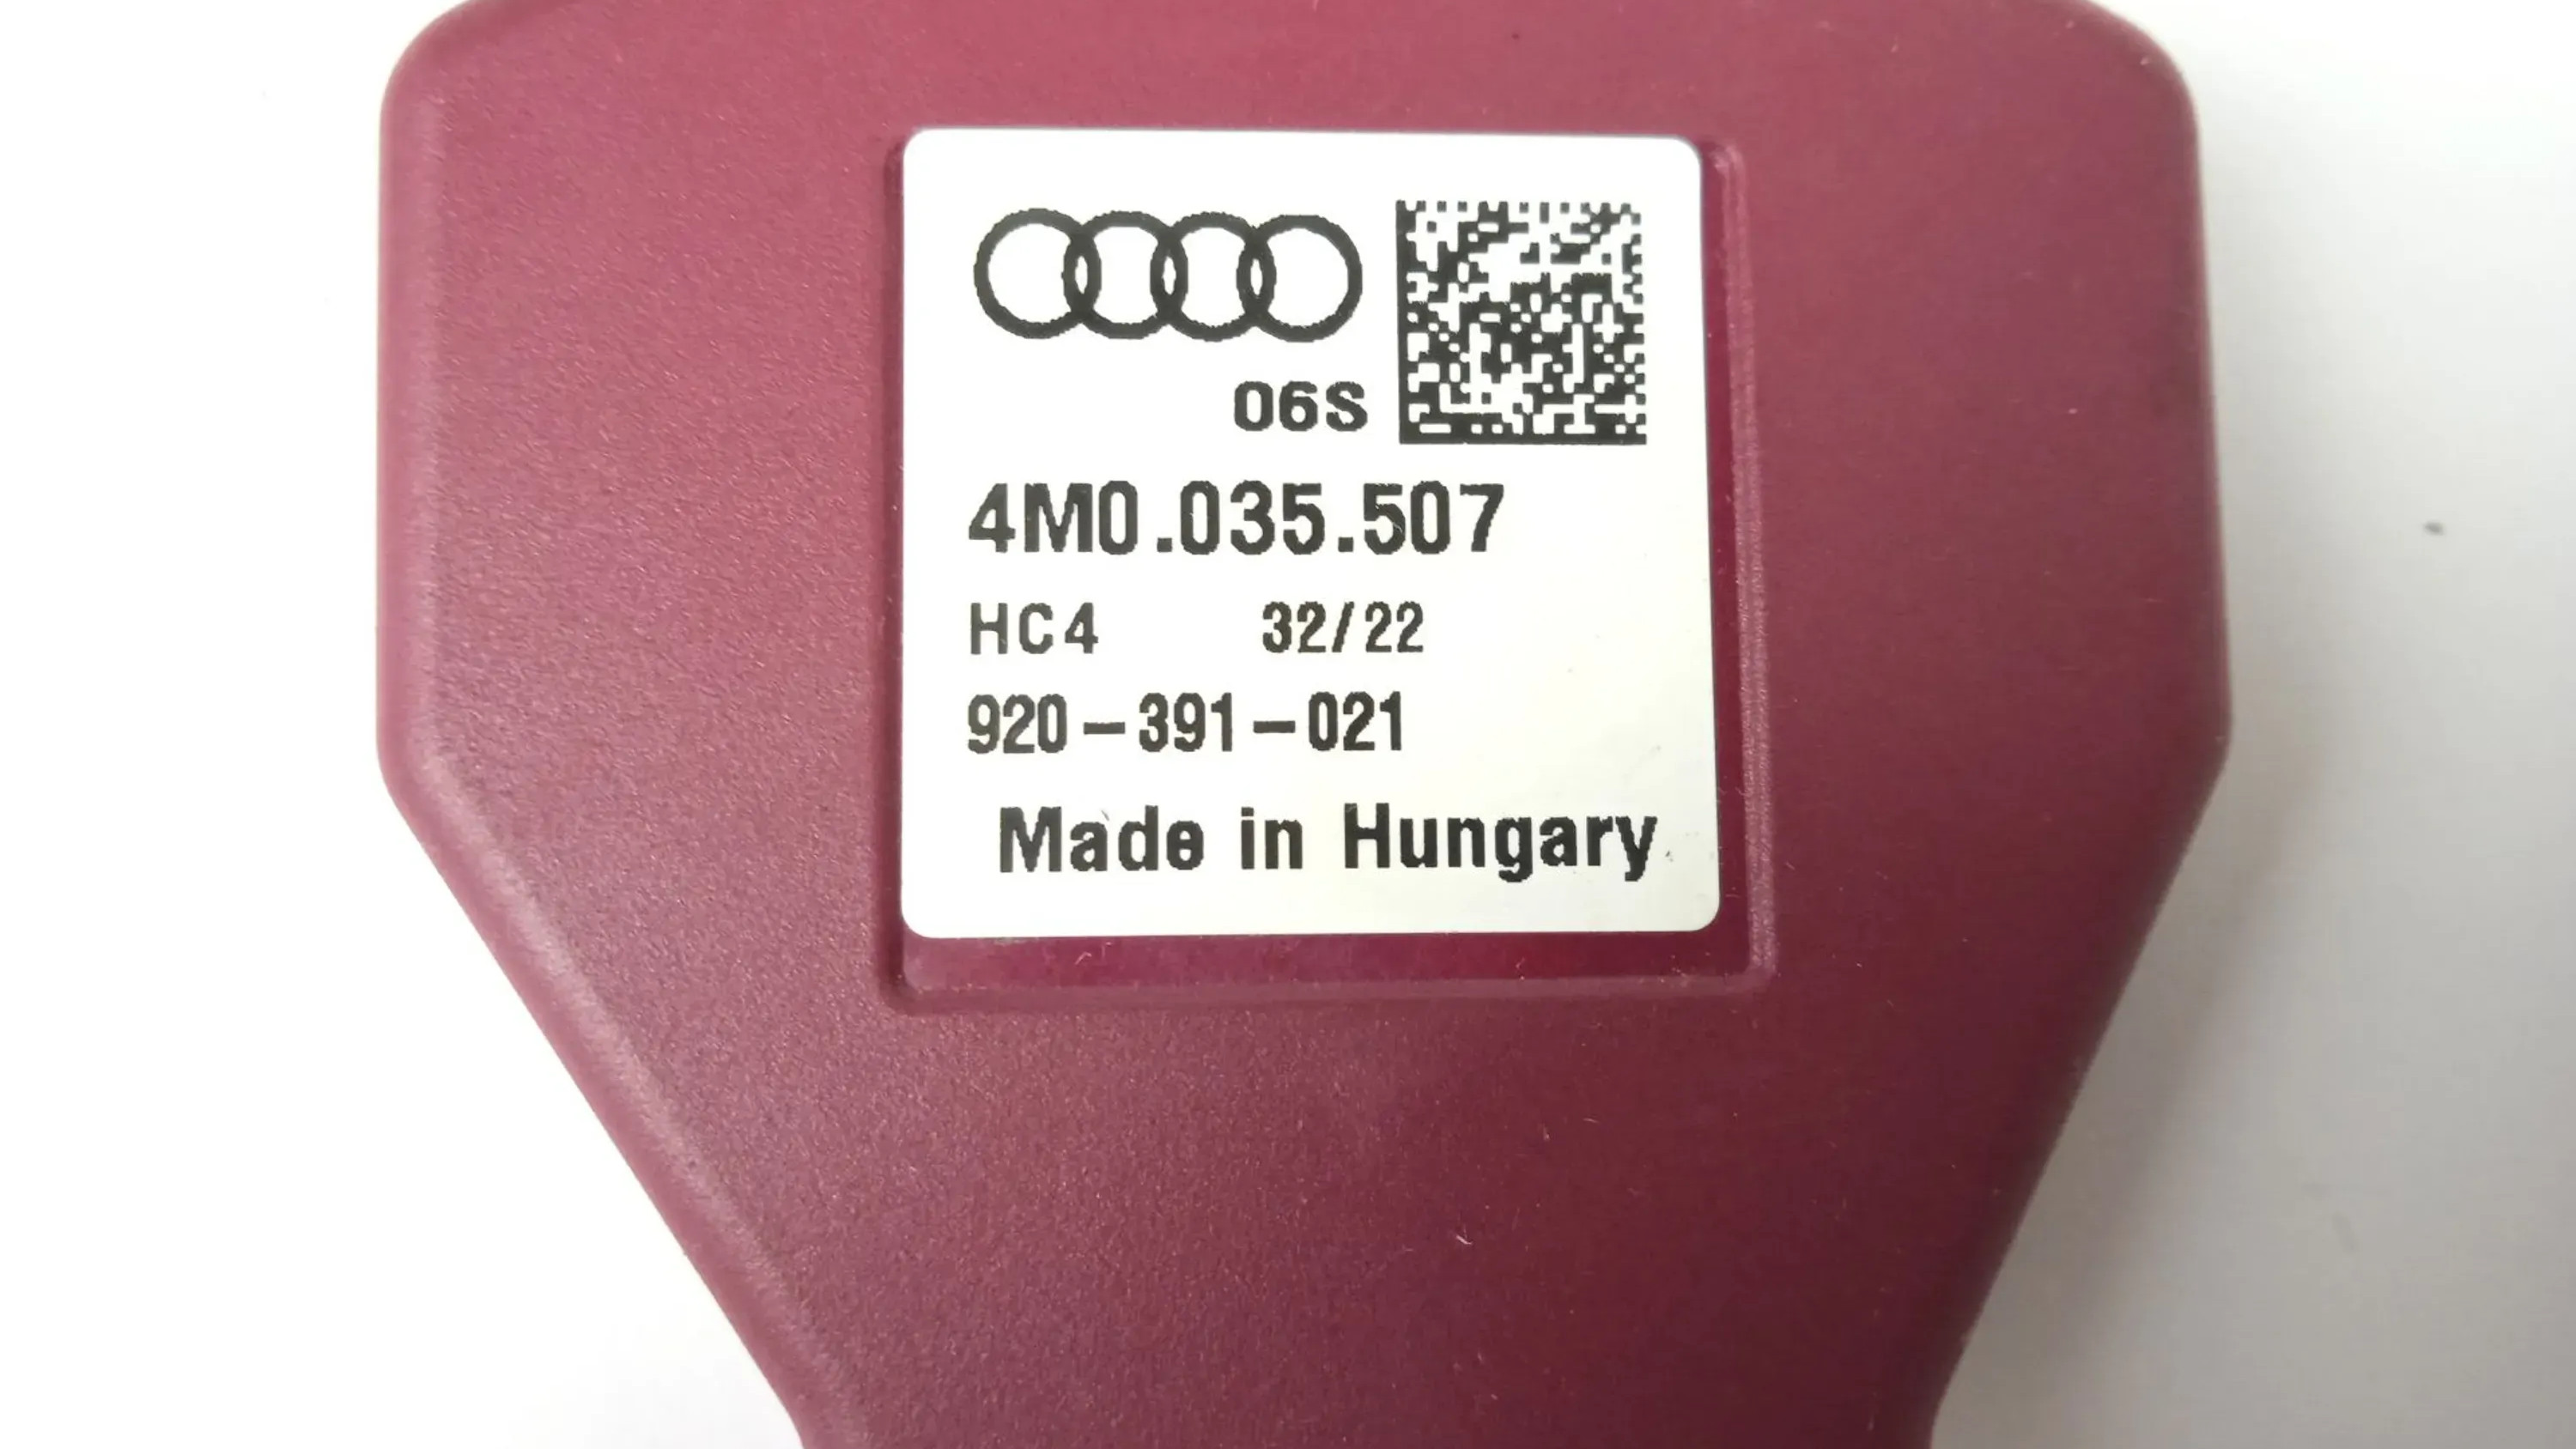 06S
4M0.035.507
HC4 32/22
920-391-021
Made in Hungary